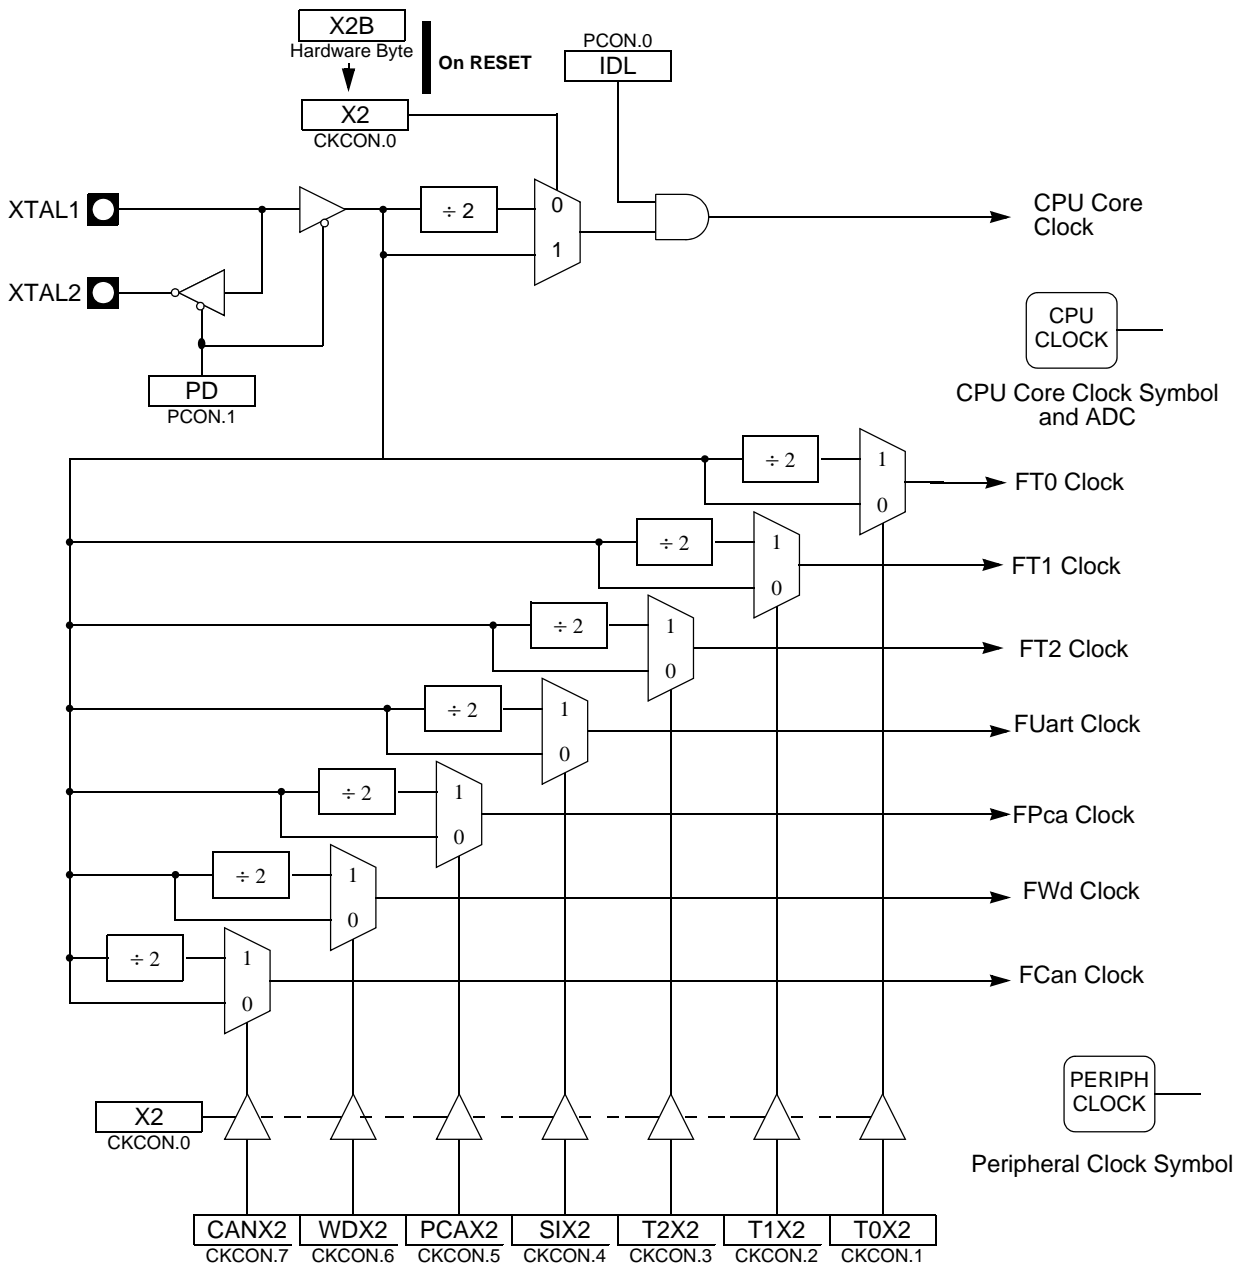 X2B
Hardware Byte
On RESET
PCON.0
IDL
X2
CKCON.0
XTAL1
÷ 2
0
1
CPU Core
Clock
XTAL2
CPU
CLOCK
PD
PCON.1
CPU Core Clock Symbol
and ADC
÷ 2
1
0
FT0 Clock
÷ 2
1
0
FT1 Clock
÷ 2
1
0
FT2 Clock
÷ 2
1
0
FUart Clock
÷ 2
1
0
FPca Clock
÷ 2
1
0
FWd Clock
÷ 2
1
0
FCan Clock
PERIPH
CLOCK
X2
CKCON.0
Peripheral Clock Symbol
CANX2 WDX2 PCAX2 SIX2 T2X2 T1X2 T0X2
CKCON.7 CKCON.6 CKCON.5 CKCON.4 CKCON.3 CKCON.2 CKCON.1